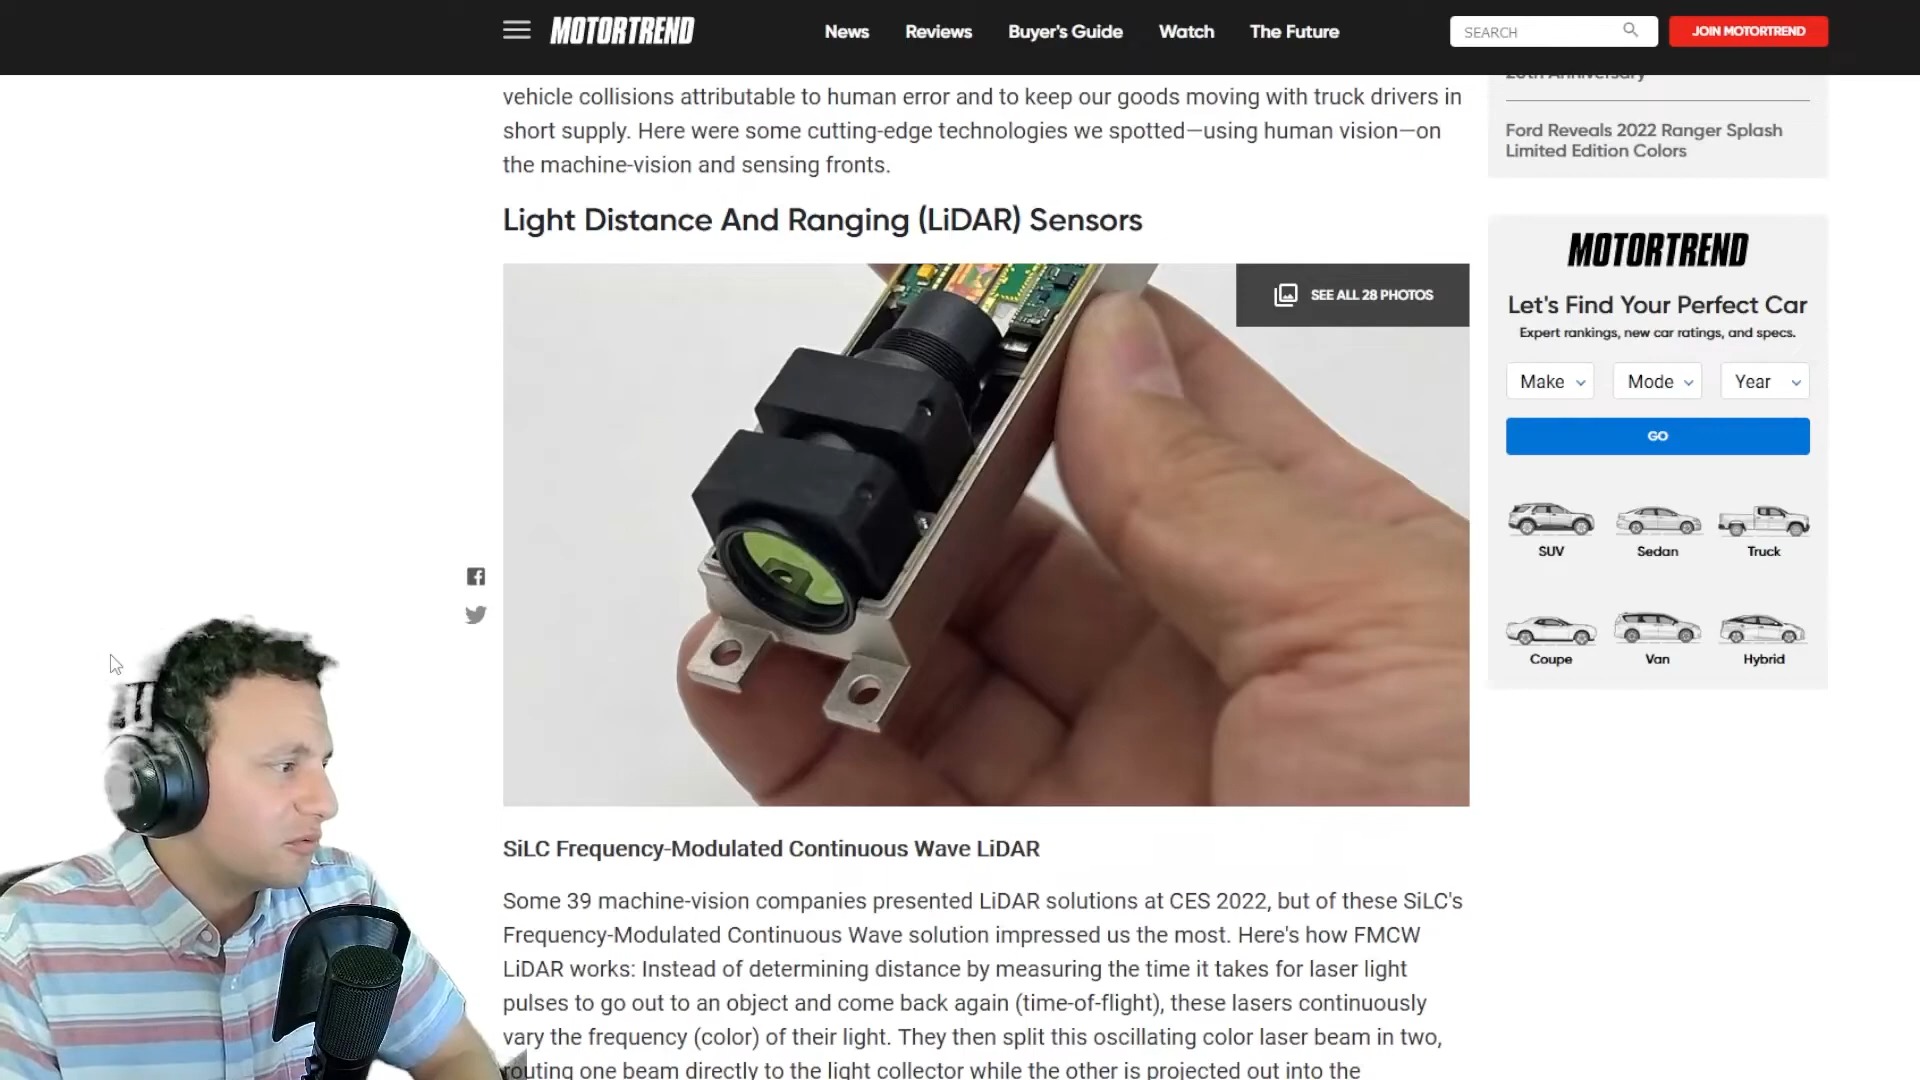 MOTORTREND
News
Reviews
Buyer's Guide
Watch
The Future
SEARCH
JOIN MOTORTREND
vehicle collisions attributable to human error and to keep our goods moving with truck drivers in
short supply. Here were some cutting-edge technologies we spotted—using human vision—on
the machine-vision and sensing fronts.
Light Distance And Ranging (LiDAR) Sensors
SEE ALL 28 PHOTOS
SiLC Frequency-Modulated Continuous Wave LiDAR
Some 39 machine-vision companies presented LiDAR solutions at CES 2022, but of these SiLC's
Frequency-Modulated Continuous Wave solution impressed us the most. Here's how FMCW
LiDAR works: Instead of determining distance by measuring the time it takes for laser light
pulses to go out to an object and come back again (time-of-flight), these lasers continuously
vary the frequency (color) of their light. They then split this oscillating color laser beam in two,
routing one beam directly to the light collector while the other is projected out into the
20th Anniversary
Ford Reveals 2022 Ranger Splash
Limited Edition Colors
MOTORTREND
Let's Find Your Perfect Car
Expert rankings, new car ratings, and specs.
Make
Mode
Year
GO
SUV
Sedan
Truck
Coupe
Van
Hybrid